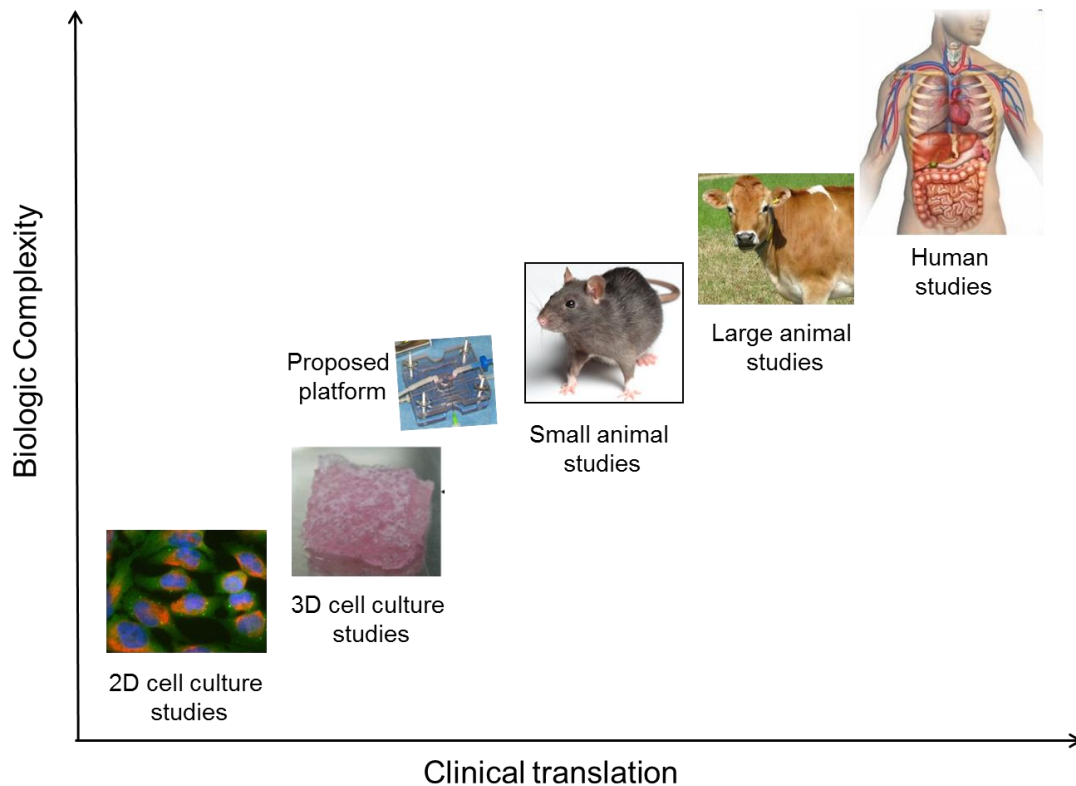 Biologic Complexity
Human
studies
Large animal
studies
Proposed
platform
Small animal
studies
3D cell culture
studies
2D cell culture
studies
Clinical translation